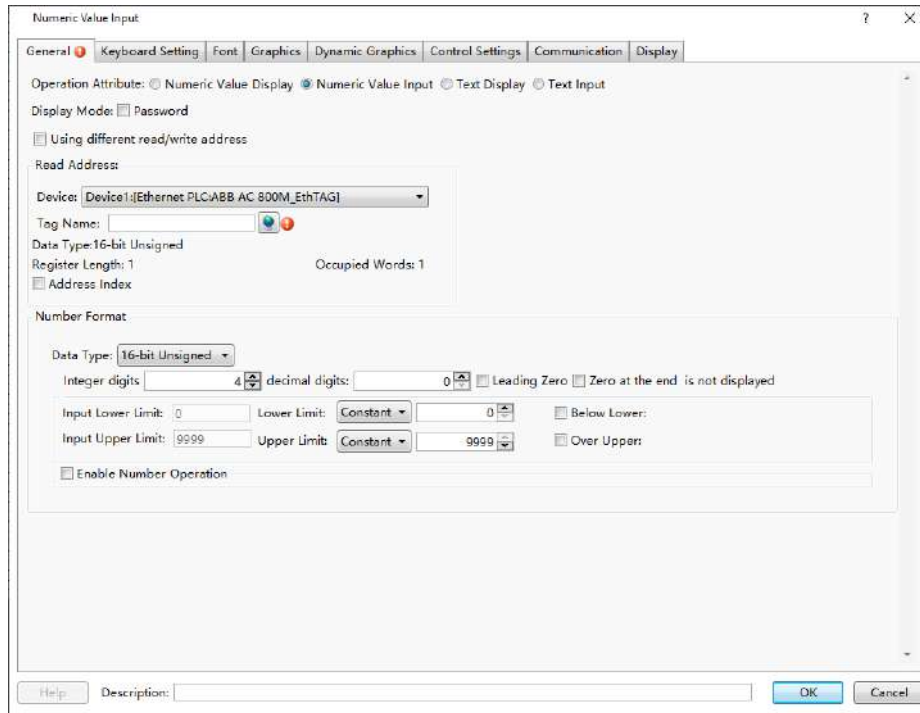 Numeric Value Input
? X
General Keyboard Setting Font Graphics Dynamic Graphics Control Settings Communication Display
Operation Attribute: Numeric Value Display Numeric Value Input Text Display Text Input
Display Mode: Password
Using different read/write address
Read Address:
Device: Device1:[Ethernet PLC:ABB AC 800M_EthTAG]
Tag Name:
Data Type:16-bit Unsigned
Register Length: 1 Occupied Words: 1
Address Index
Number Format
Data Type: 16-bit Unsigned
Integer digits 4 decimal digits: 0 Leading Zero Zero at the end is not displayed
Input Lower Limit: 0 Lower Limit: Constant 0 Below Lower:
Input Upper Limit: 9999 Upper Limit: Constant 9999 Over Upper:
Enable Number Operation
Help Description: OK Cancel